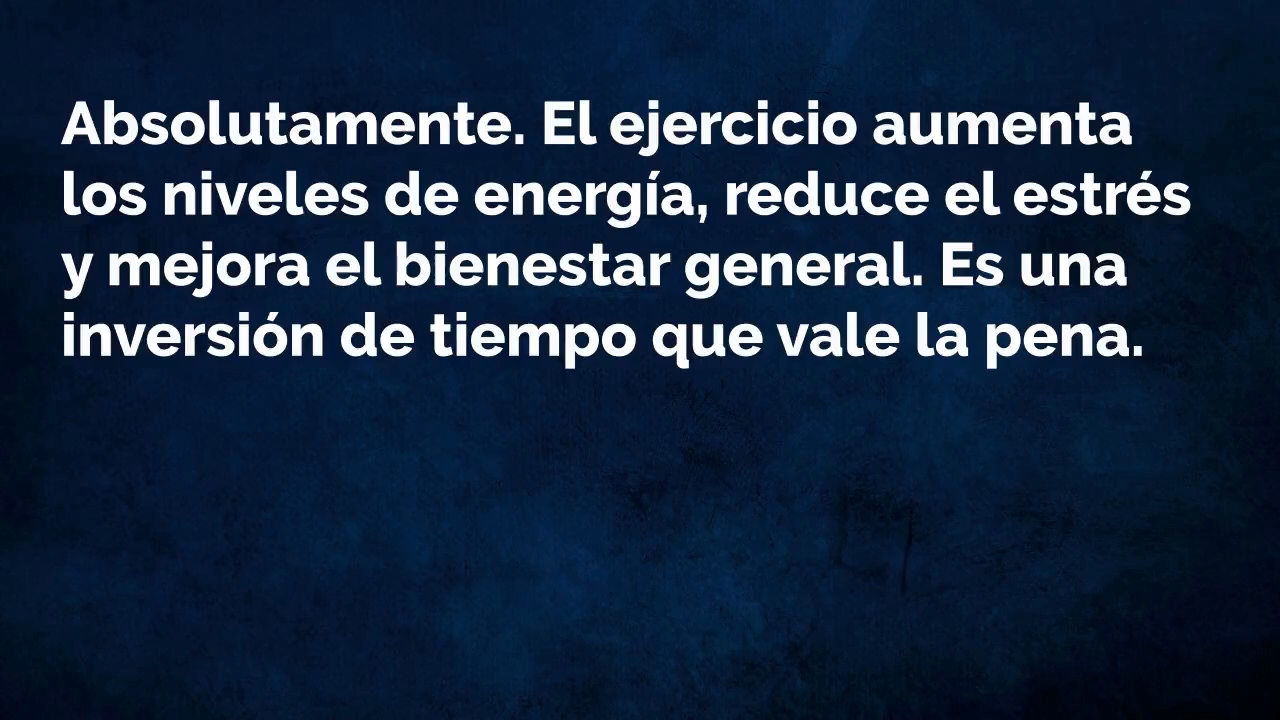 Absolutamente. El ejercicio aumenta
los niveles de energía, reduce el estrés
y mejora el bienestar general. Es una
inversión de tiempo que vale la pena.